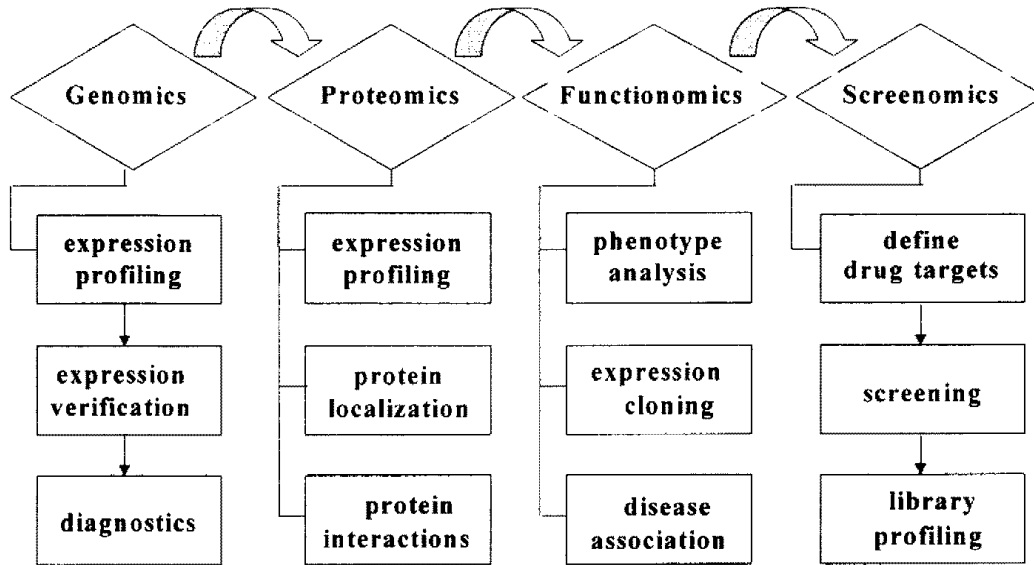 Genomics
Proteomics
Functionomics
Screenomics
expression
profiling
expression
verification
diagnostics
expression
profiling
protein
localization
protein
interactions
phenotype
analysis
expression
cloning
disease
association
define
drug targets
screening
library
profiling